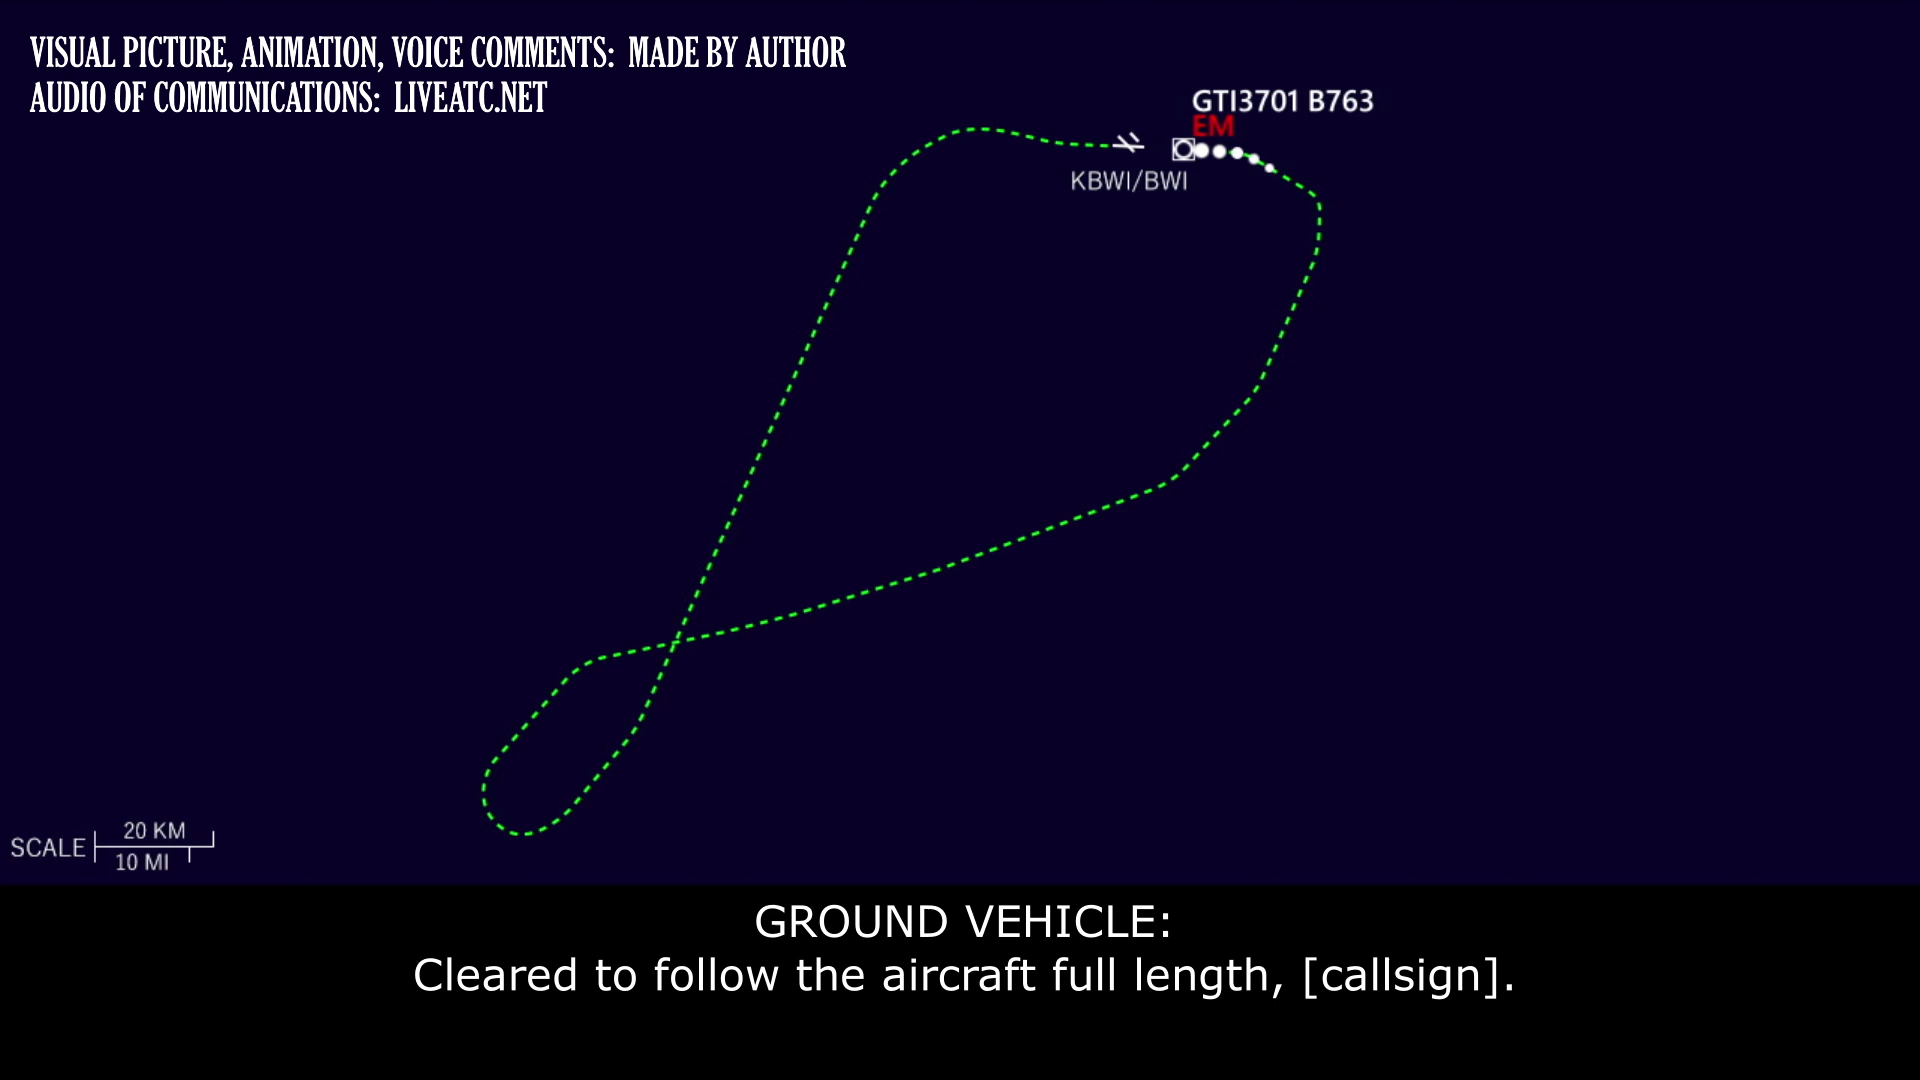 VISUAL PICTURE, ANIMATION, VOICE COMMENTS: MADE BY AUTHOR
AUDIO OF COMMUNICATIONS: LIVEATC.NET
GTI3701 B763
EM
KBWI/BWI
SCALE
20 KM
10 MI
GROUND VEHICLE:
Cleared to follow the aircraft full length, [callsign].